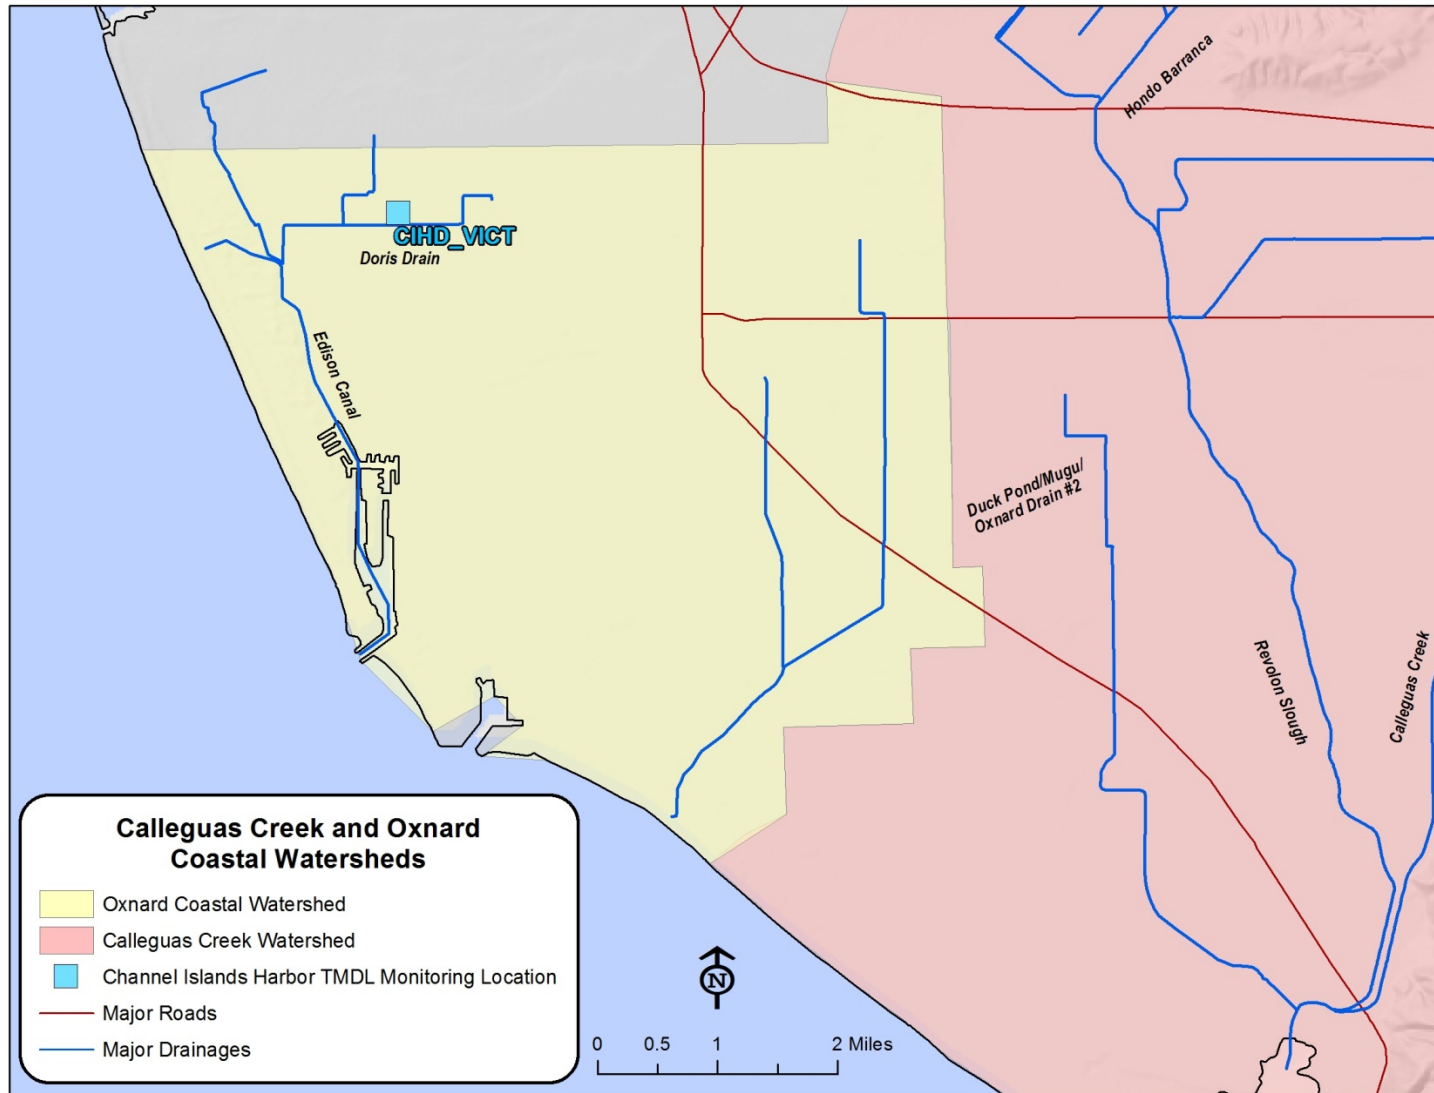 Hondo Barranca
CIHD_VICT
Doris Drain
Edison Canal
Duck Pond/Mugu/
Oxnard Drain #2
Revolon Slough
Calleguas Creek
Calleguas Creek and Oxnard
Coastal Watersheds
Oxnard Coastal Watershed
Calleguas Creek Watershed
Channel Islands Harbor TMDL Monitoring Location
Major Roads
Major Drainages
N
0 0.5 1 2 Miles